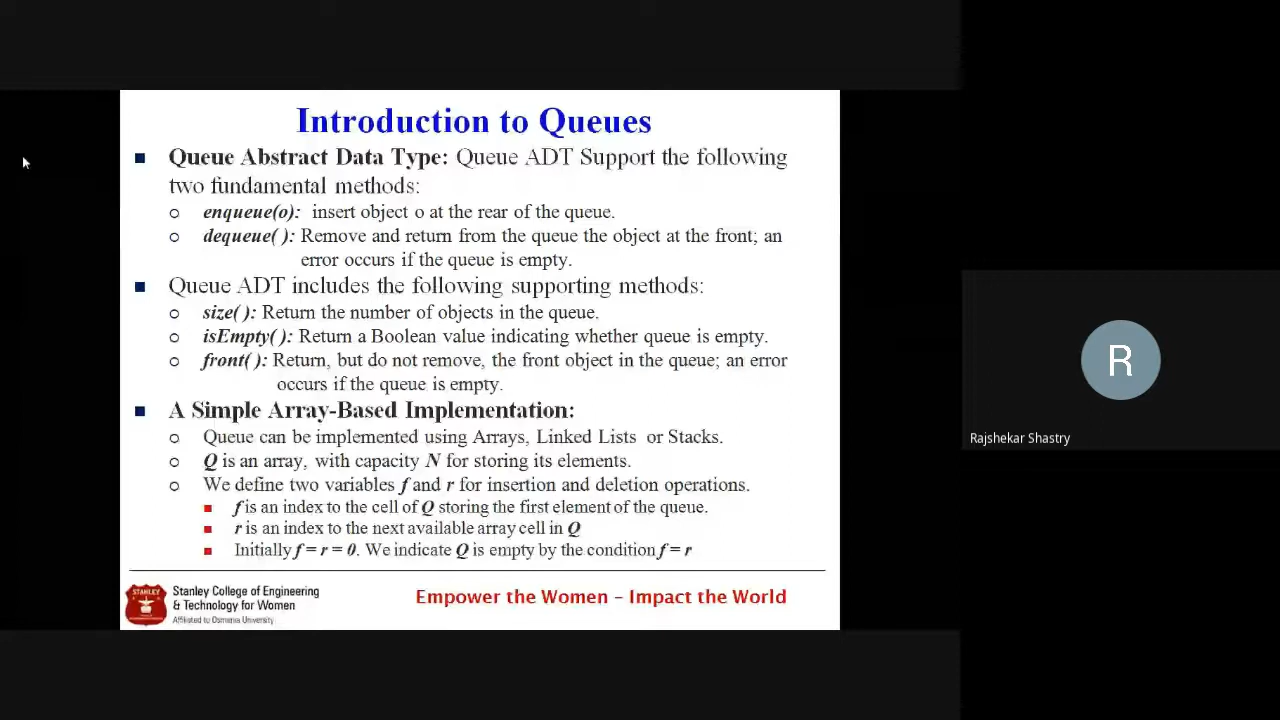 Introduction to Queues
Queue Abstract Data Type: Queue ADT Support the following
two fundamental methods:
enqueue(o): insert object o at the rear of the queue.
dequeue( ): Remove and return from the queue the object at the front; an
error occurs if the queue is empty.
Queue ADT includes the following supporting methods:
size( ): Return the number of objects in the queue.
isEmpty( ): Return a Boolean value indicating whether queue is empty.
front( ): Return, but do not remove, the front object in the queue; an error
occurs if the queue is empty.
A Simple Array-Based Implementation:
Queue can be implemented using Arrays, Linked Lists or Stacks.
Q is an array, with capacity N for storing its elements.
We define two variables f and r for insertion and deletion operations.
f is an index to the cell of Q storing the first element of the queue.
r is an index to the next available array cell in Q
Initially f = r = 0. We indicate Q is empty by the condition f = r
STANLEY
Stanley College of Engineering
& Technology for Women
Affiliated to Osmania University
Empower the Women – Impact the World
R
Rajshekar Shastry